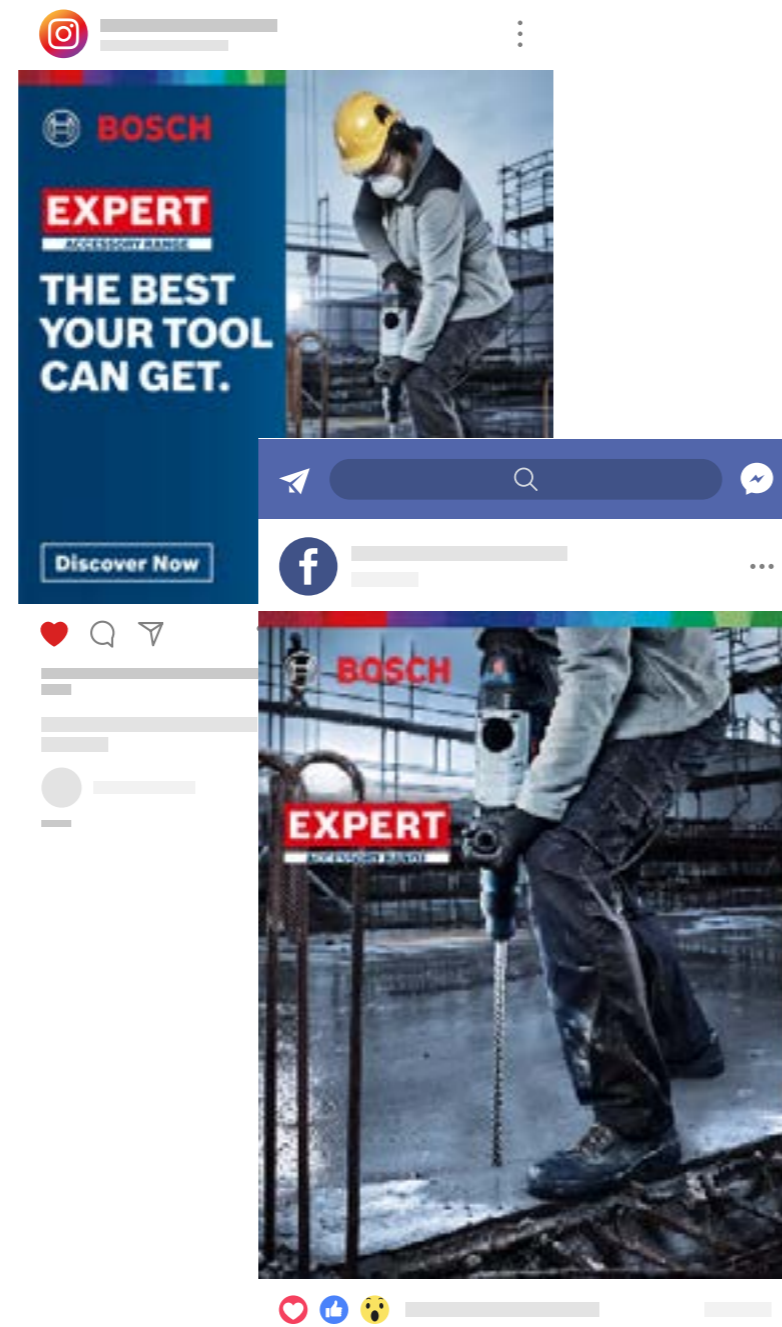 BOSCH
EXPERT
ACCESSORY RANGE
THE BEST
YOUR TOOL
CAN GET.
Discover Now
BOSCH
EXPERT
ACCESSORY RANGE